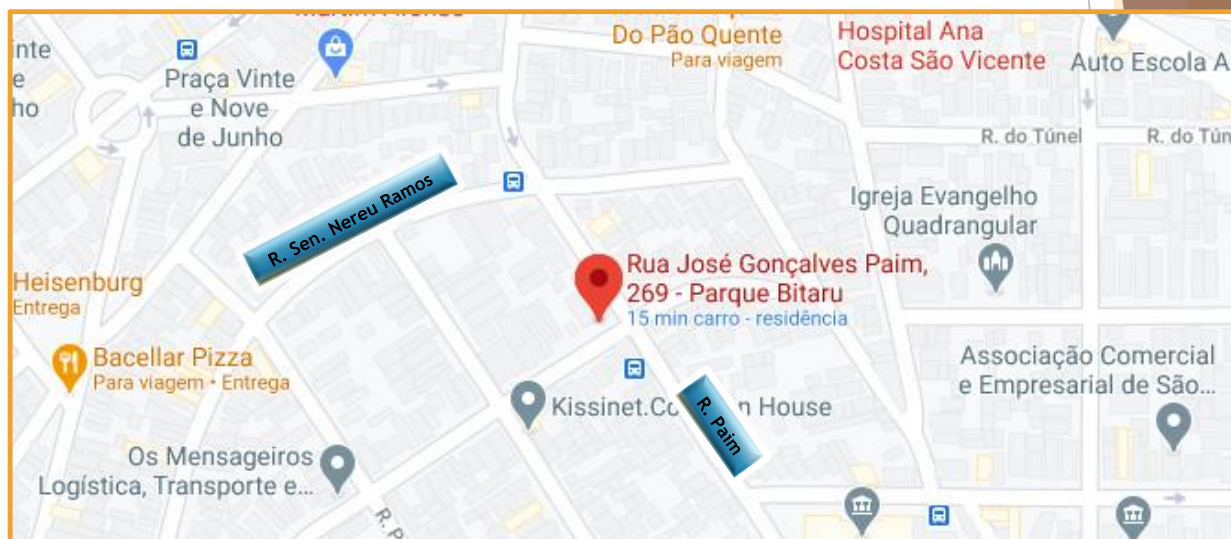 Do Pão Quente
Para viagem
Hospital Ana
Costa São Vicente
Auto Escola A
inte
e
ho
Praça Vinte
e Nove
de Junho
R. do Túnel
R. do Tún
R. Sen. Nereu Ramos
Igreja Evangelho
Quadrangular
Heisenburg
Entrega
Rua José Gonçalves Paim,
269 - Parque Bitaru
15 min carro - residência
Bacellar Pizza
Para viagem • Entrega
Associação Comercial
e Empresarial de São...
Kissinet.Co
n House
R. Paim
Os Mensageiros
Logística, Transporte e...
R. P